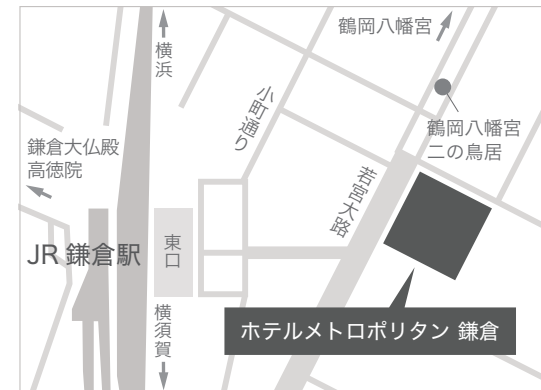 鶴岡八幡宮
横浜
小町通り
鶴岡八幡宮
二の鳥居
鎌倉大仏殿
高徳院
若宮大路
JR 鎌倉駅
東口
横須賀
ホテルメトロポリタン 鎌倉